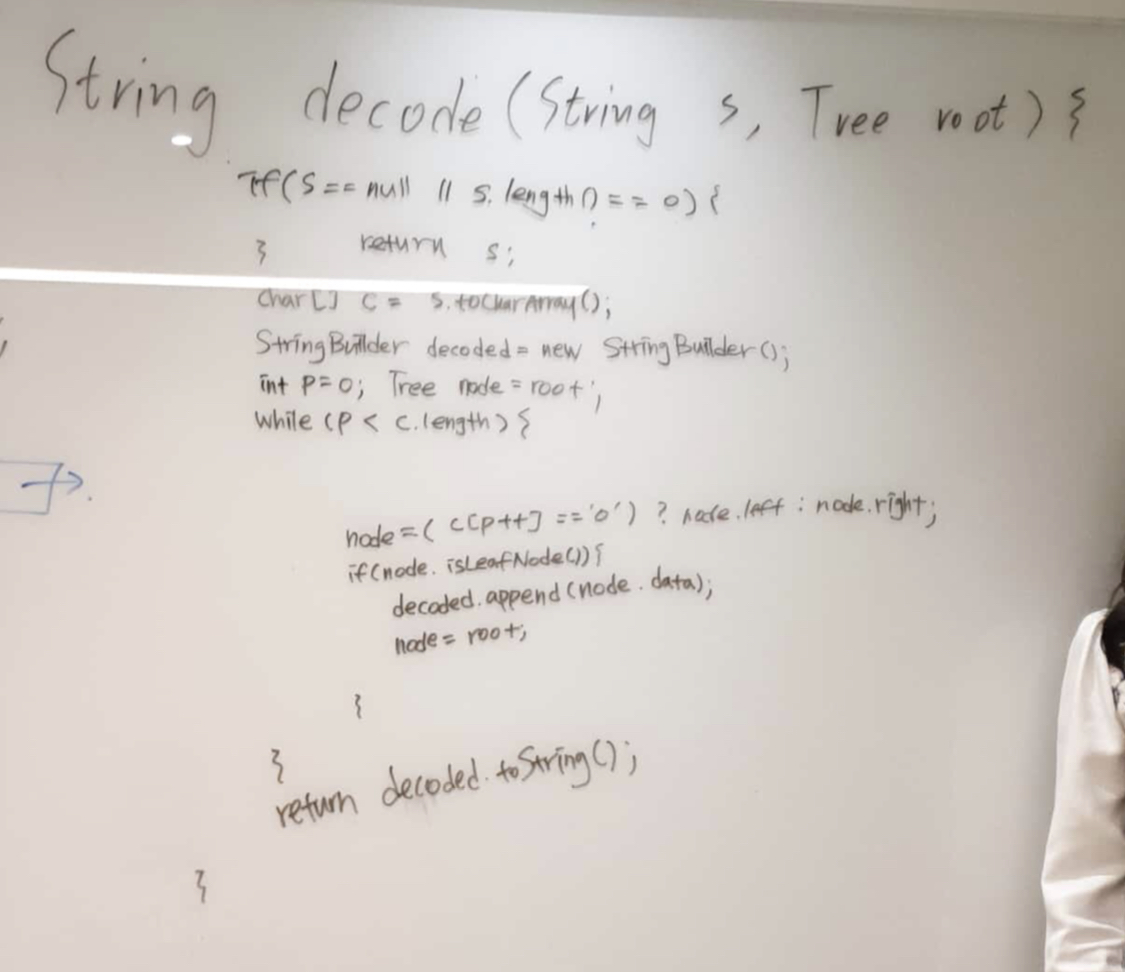 String decode(String s, Tree root) {
if(s == null || s.length() == 0) {
} return s;
char[] c = s.toCharArray();
StringBuilder decoded = new StringBuilder();
int p=0; Tree node = root;
while (p < c.length) {
node = ( c[p++] == '0' ) ? node.left : node.right;
if(node.isLeafNode()){
decoded.append(node.data);
node = root;
}
}
return decoded.toString();
}